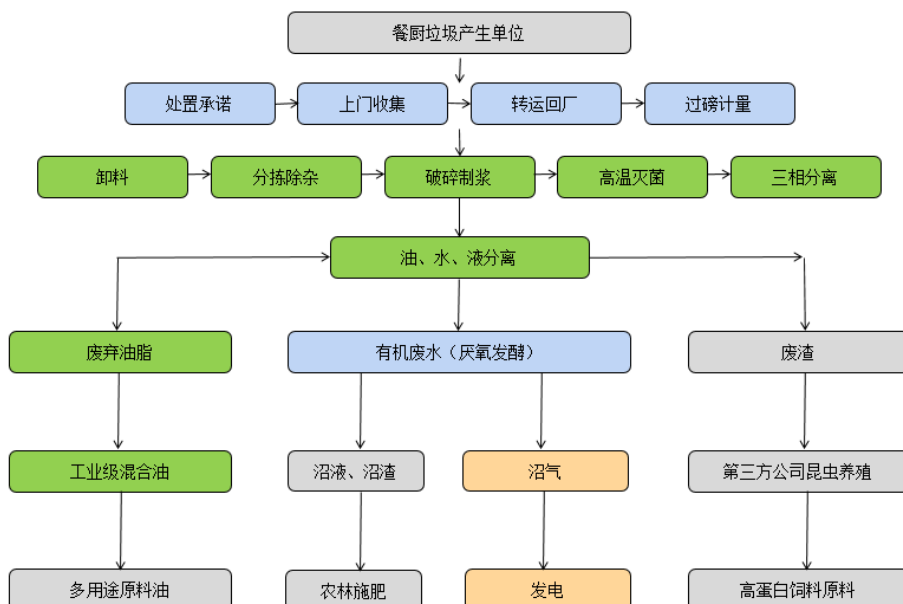 餐厨垃圾产生单位
处置承诺
上门收集
转运回厂
过磅计量
卸料
分拣除杂
破碎制浆
高温灭菌
三相分离
油、水、液分离
废弃油脂
有机废水（厌氧发酵）
废渣
工业级混合油
沼液、沼渣
沼气
第三方公司昆虫养殖
多用途原料油
农林施肥
发电
高蛋白饲料原料